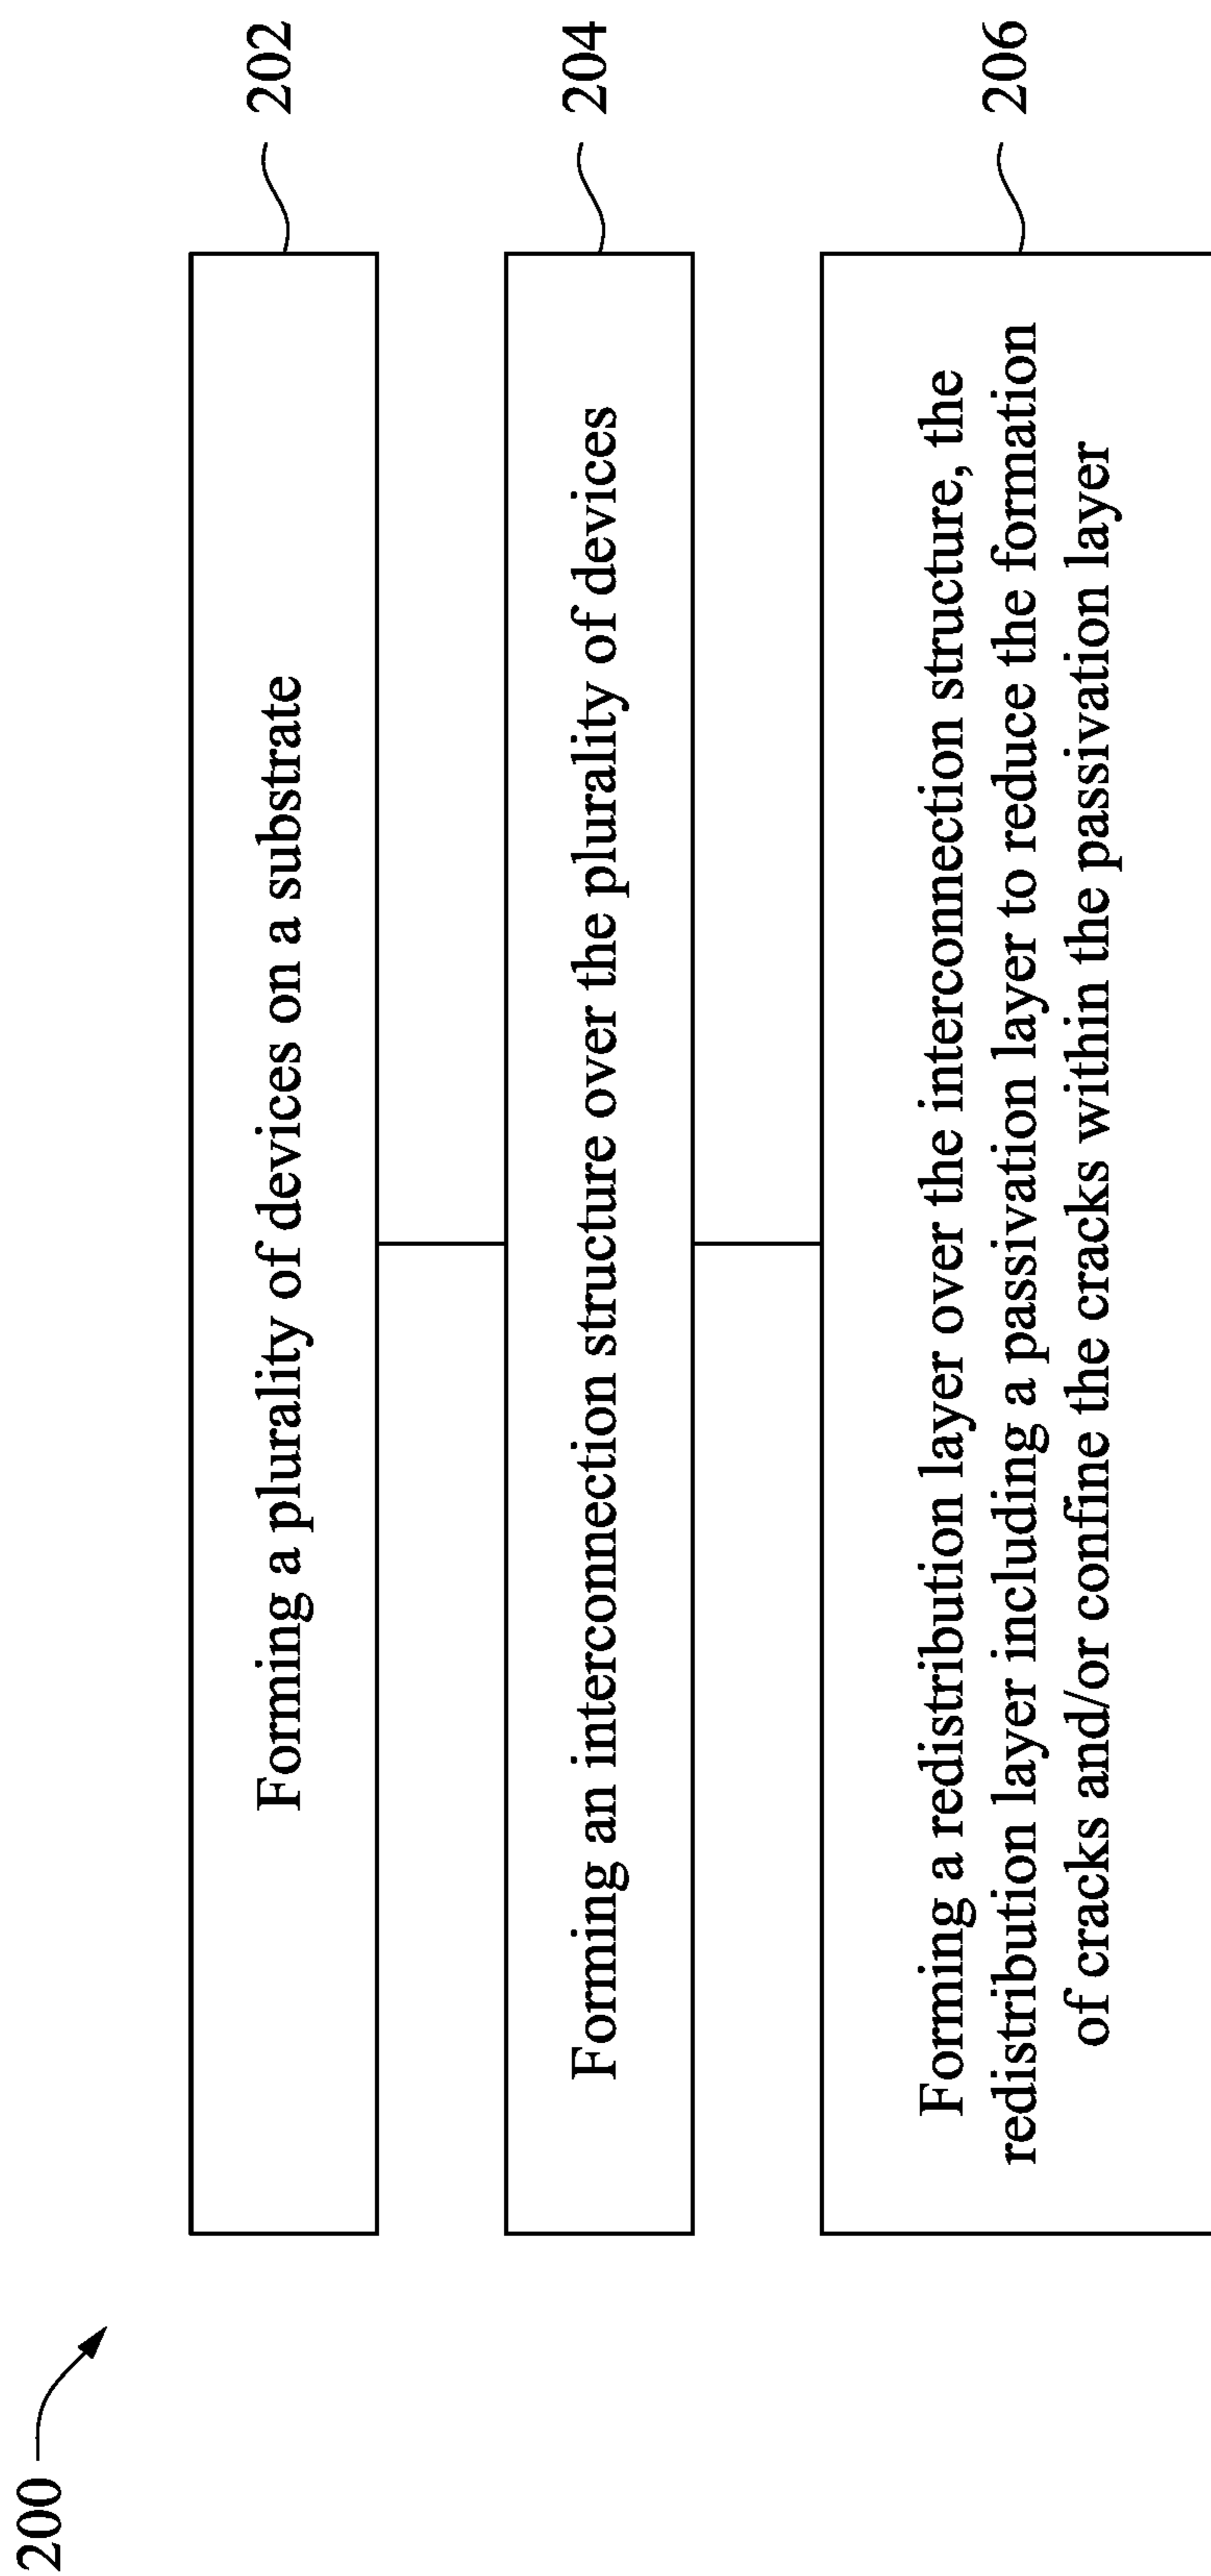 200
Forming a plurality of devices on a substrate
202
Forming an interconnection structure over the plurality of devices
204
Forming a redistribution layer over the interconnection structure, the
redistribution layer including a passivation layer to reduce the formation
of cracks and/or confine the cracks within the passivation layer
206